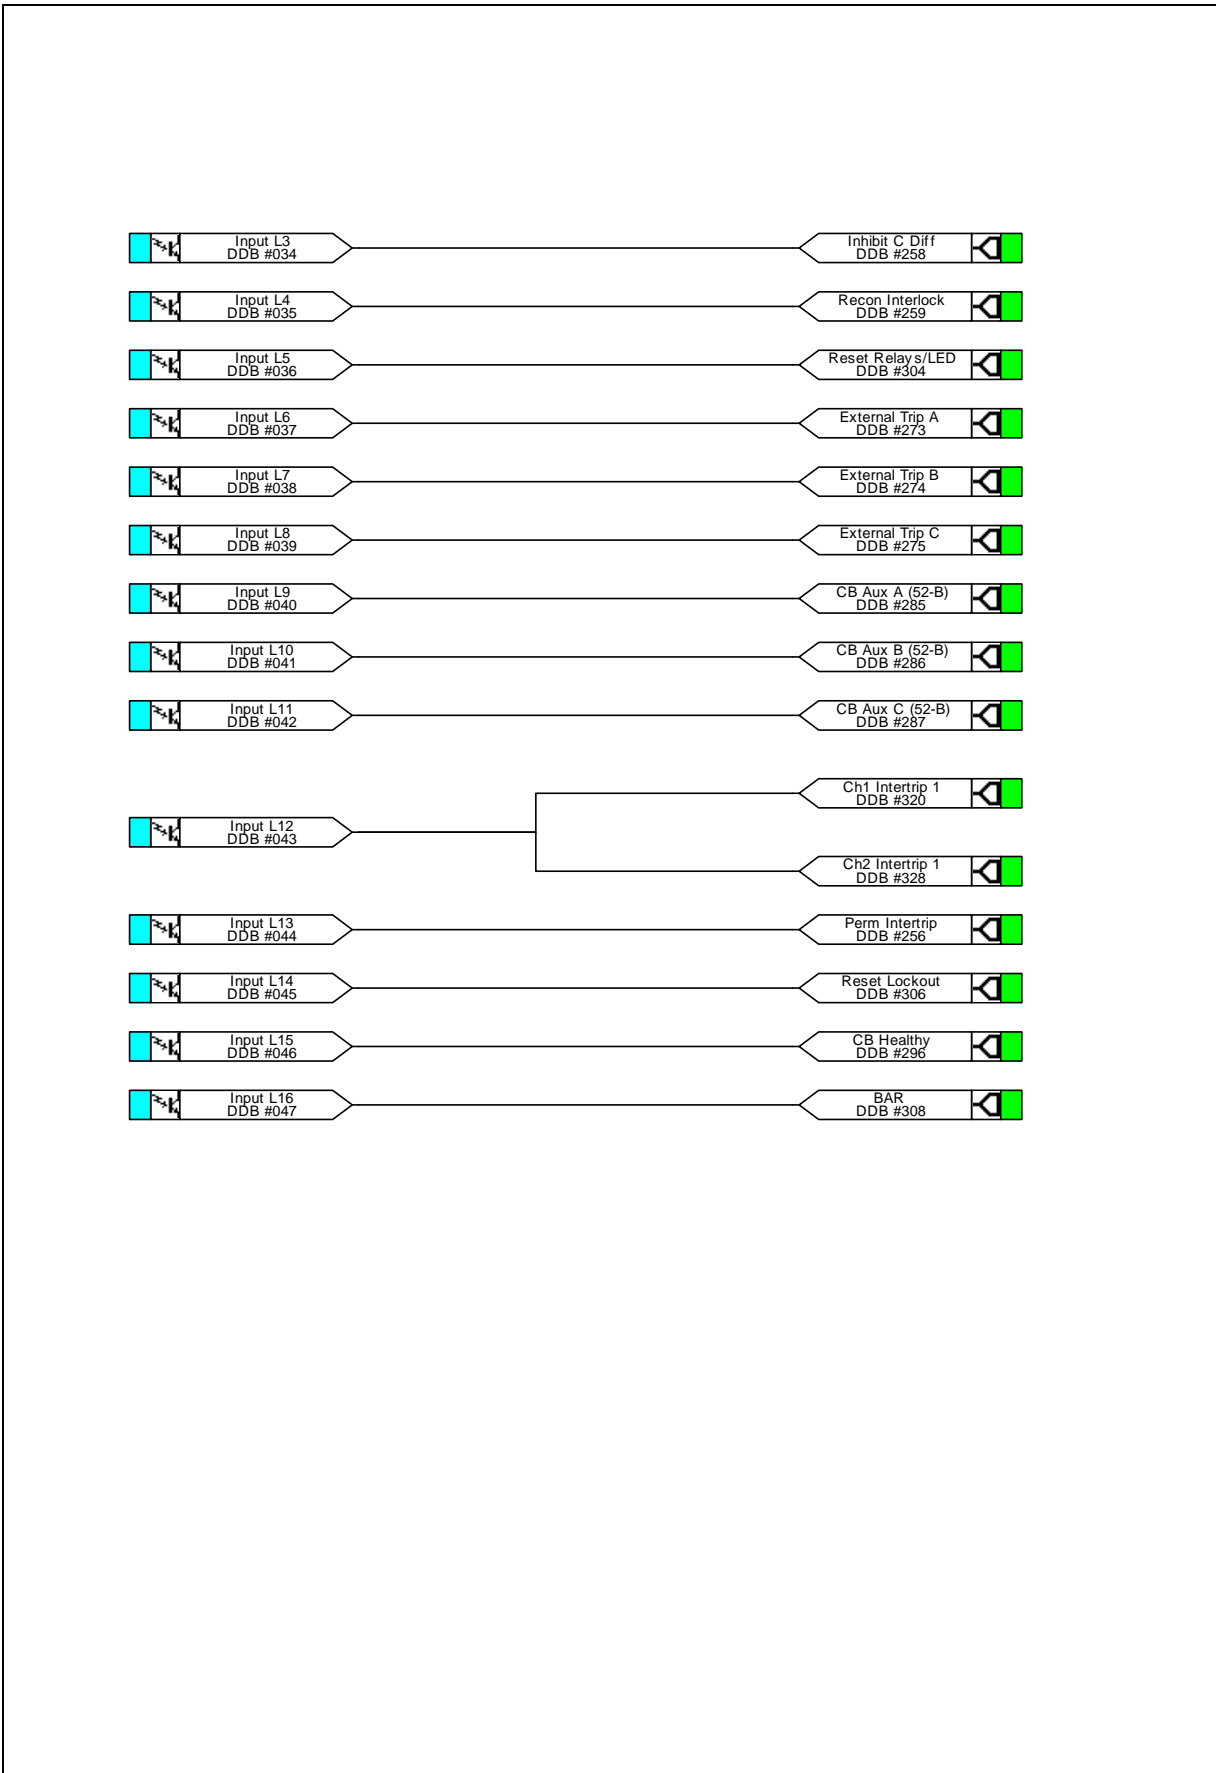 Input L3
DDB #034
Inhibit C Diff
DDB #258
Input L4
DDB #035
Recon Interlock
DDB #259
Input L5
DDB #036
Reset Relays/LED
DDB #304
Input L6
DDB #037
External Trip A
DDB #273
Input L7
DDB #038
External Trip B
DDB #274
Input L8
DDB #039
External Trip C
DDB #275
Input L9
DDB #040
CB Aux A (52-B)
DDB #285
Input L10
DDB #041
CB Aux B (52-B)
DDB #286
Input L11
DDB #042
CB Aux C (52-B)
DDB #287
Ch1 Intertrip 1
DDB #320
Input L12
DDB #043
Ch2 Intertrip 1
DDB #328
Input L13
DDB #044
Perm Intertrip
DDB #256
Input L14
DDB #045
Reset Lockout
DDB #306
Input L15
DDB #046
CB Healthy
DDB #296
Input L16
DDB #047
BAR
DDB #308